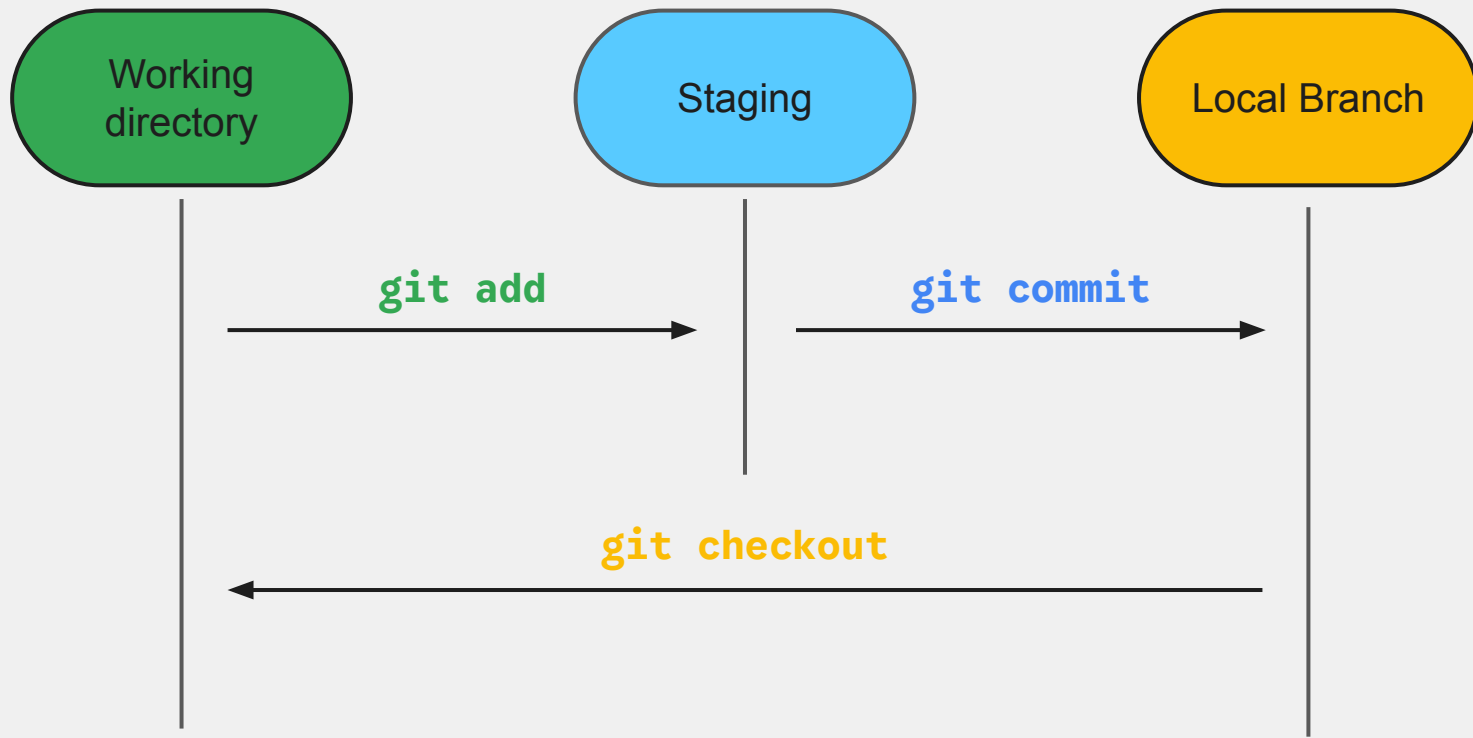 Working
directory
Staging
Local Branch
git add
git commit
git checkout